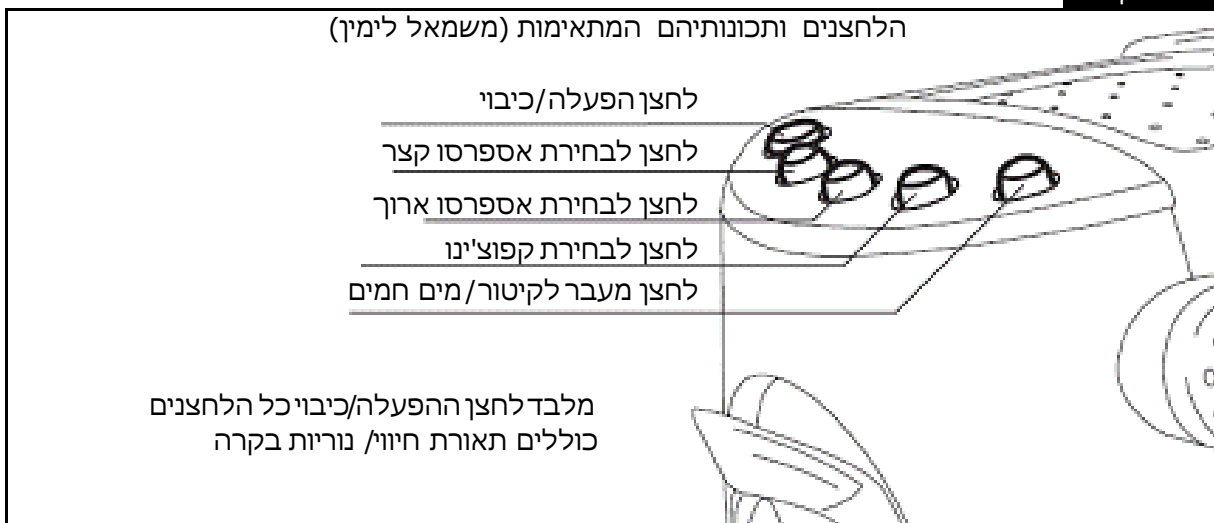 הלחצנים ותכונותיהם המתאימות (משמאל לימין)
לחצן הפעלה/כיבוי
לחצן לבחירת אספרסו קצר
לחצן לבחירת אספרסו ארוך
לחצן לבחירת קפוצ'ינו
לחצן מעבר לקיטור/מים חמים
מלבד לחצן ההפעלה/כיבוי כל הלחצנים
כוללים תאורת חיווי/ נוריות בקרה